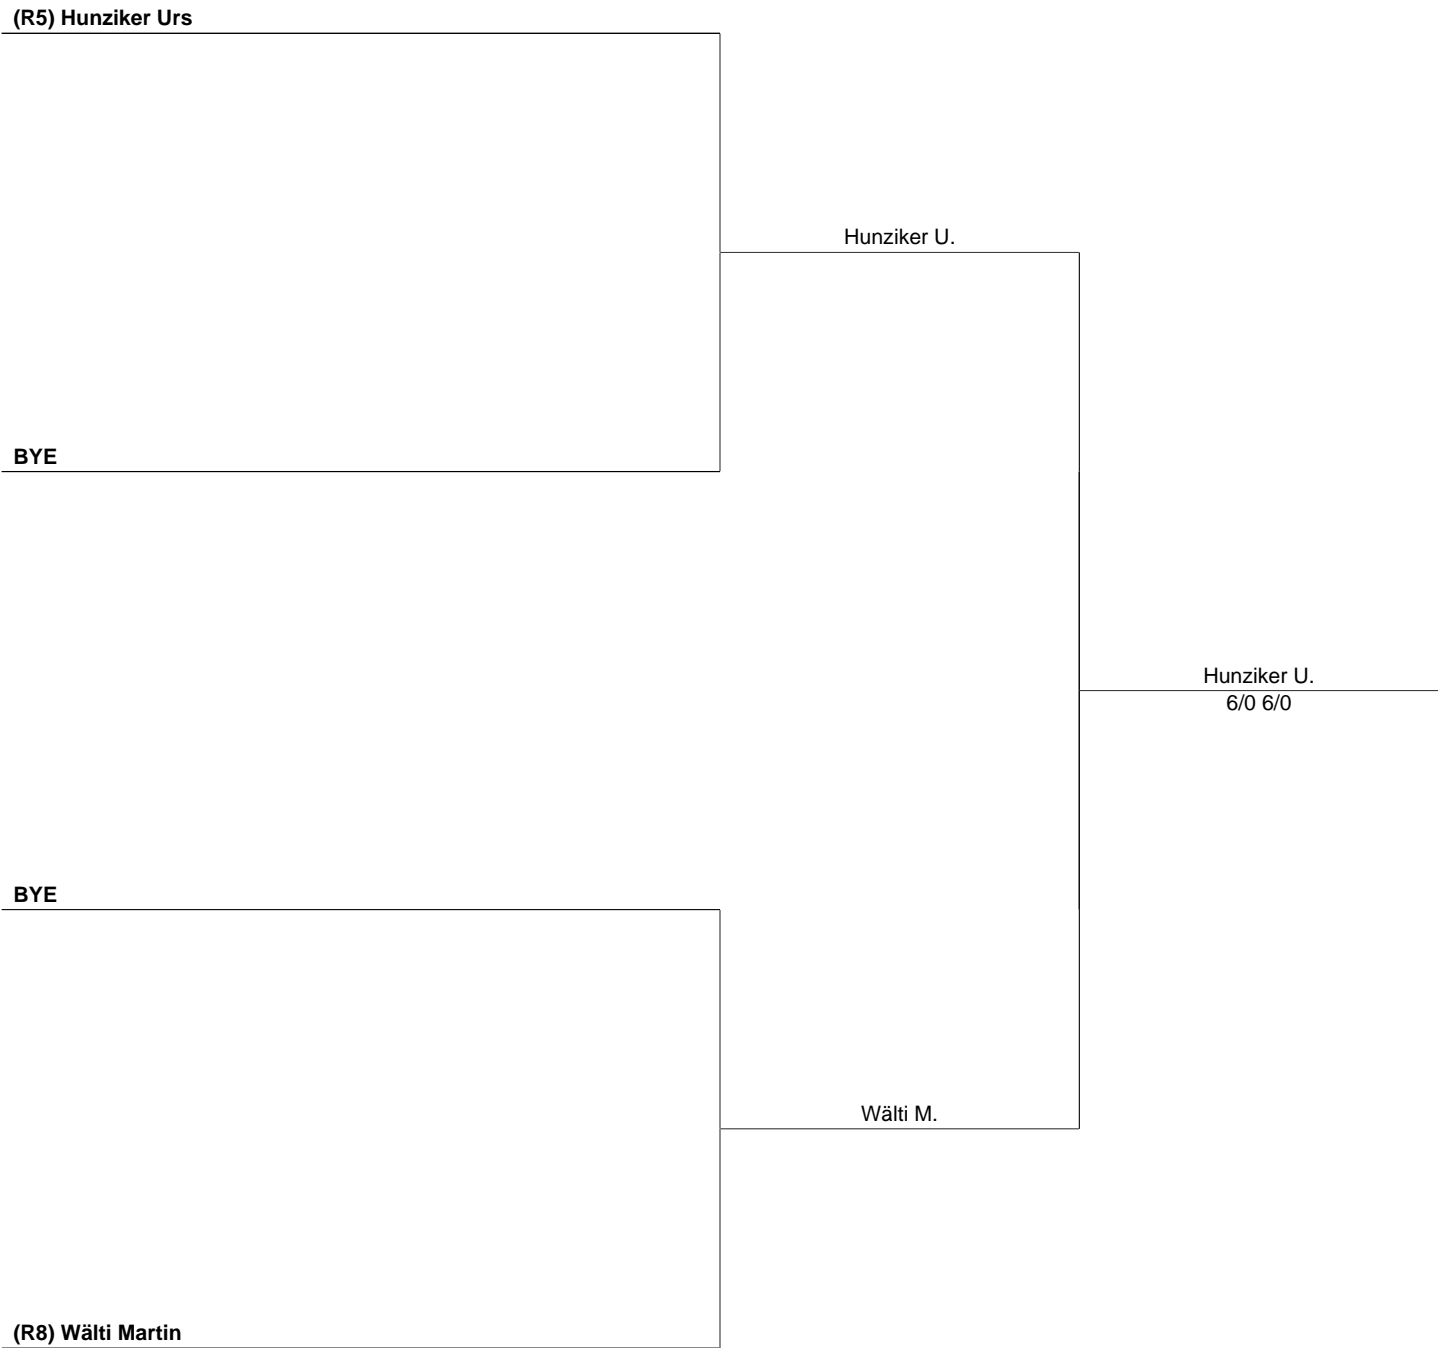 (R5) Hunziker Urs
Hunziker U.
BYE
Hunziker U.
6/0 6/0
BYE
Wälti M.
(R8) Wälti Martin